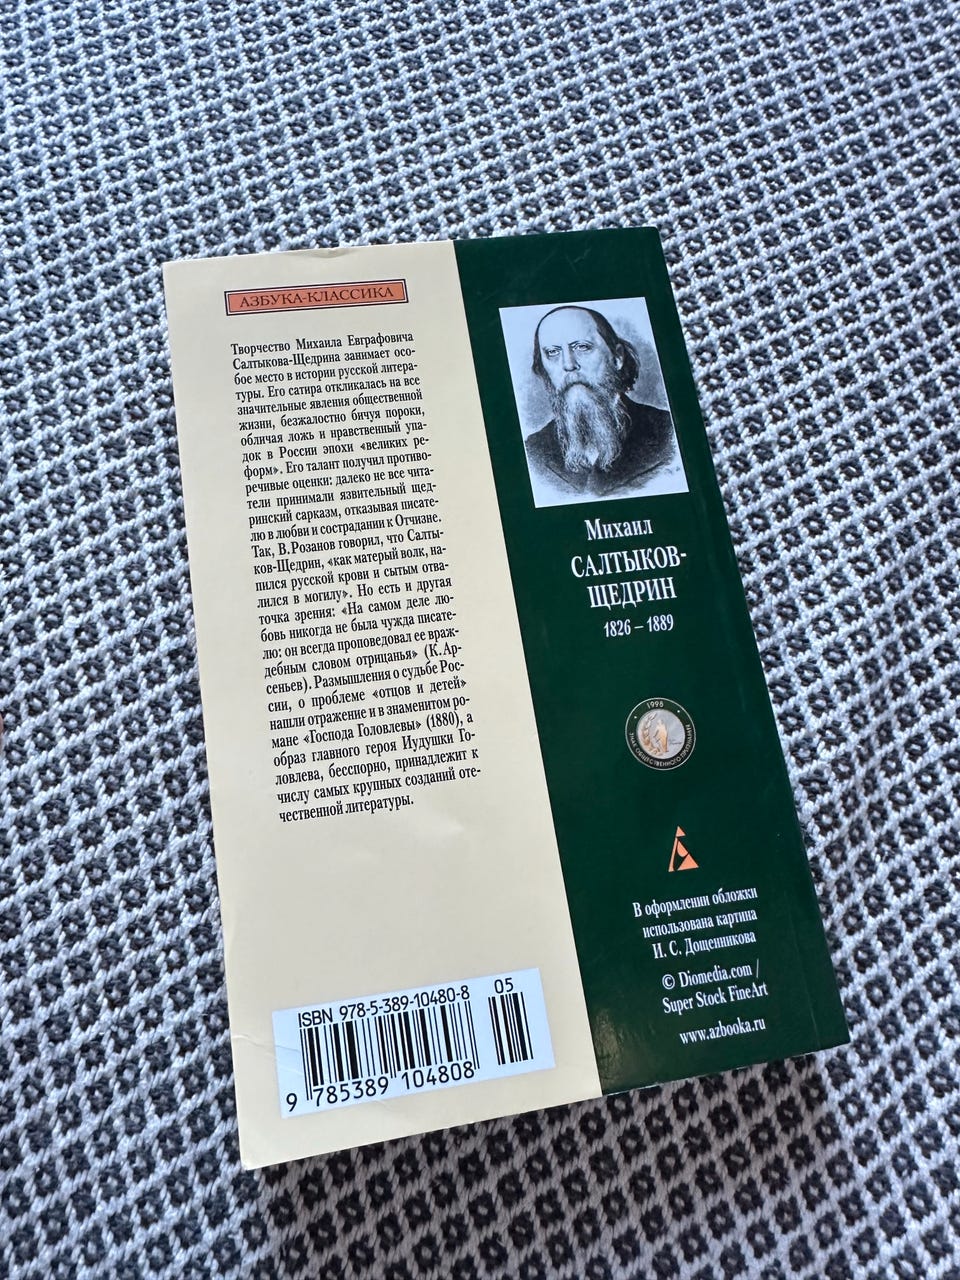 АЗБУКА-КЛАССИКА
Творчество Михаила Евграфовича
Салтыкова-Щедрина занимает осо-
бое место в истории русской литера-
туры. Его сатира откликалась на все
значительные явления общественной
жизни, безжалостно бичуя пороки,
обличая ложь и нравственный упа-
док в России эпохи «великих ре-
форм». Его талант получил противо-
речивые оценки: далеко не все чита-
тели принимали язвительный щед-
ринский сарказм, отказывая писате-
лю в любви и сострадании к Отчизне.
Так, В.Розанов говорил, что Салты-
ков-Щедрин, «как матерый волк, на-
пился русской крови и сытым отва-
лился в могилу». Но есть и другая
точка зрения: «На самом деле лю-
бовь никогда не была чужда писате-
лю: он всегда проповедовал ее враж-
дебным словом отрицанья» (К.Ар-
сеньев). Размышления о судьбе Рос-
сии, о проблеме «отцов и детей»
нашли отражение и в знаменитом ро-
мане «Господа Головлевы» (1880), а
образ главного героя Иудушки Го-
ловлева, бесспорно, принадлежит к
числу самых крупных созданий оте-
чественной литературы.
ISBN 978-5-389-10480-8
05
9 785389 104808
Михаил
САЛТЫКОВ-
ЩЕДРИН
1826 – 1889
1998
ЗНАК ОБЩЕСТВЕННОГО ПРИЗНАНИЯ
В оформлении обложки
использована картина
И. С. Дощенникова
© Diomedia.com /
Super Stock FineArt
www.azbooka.ru